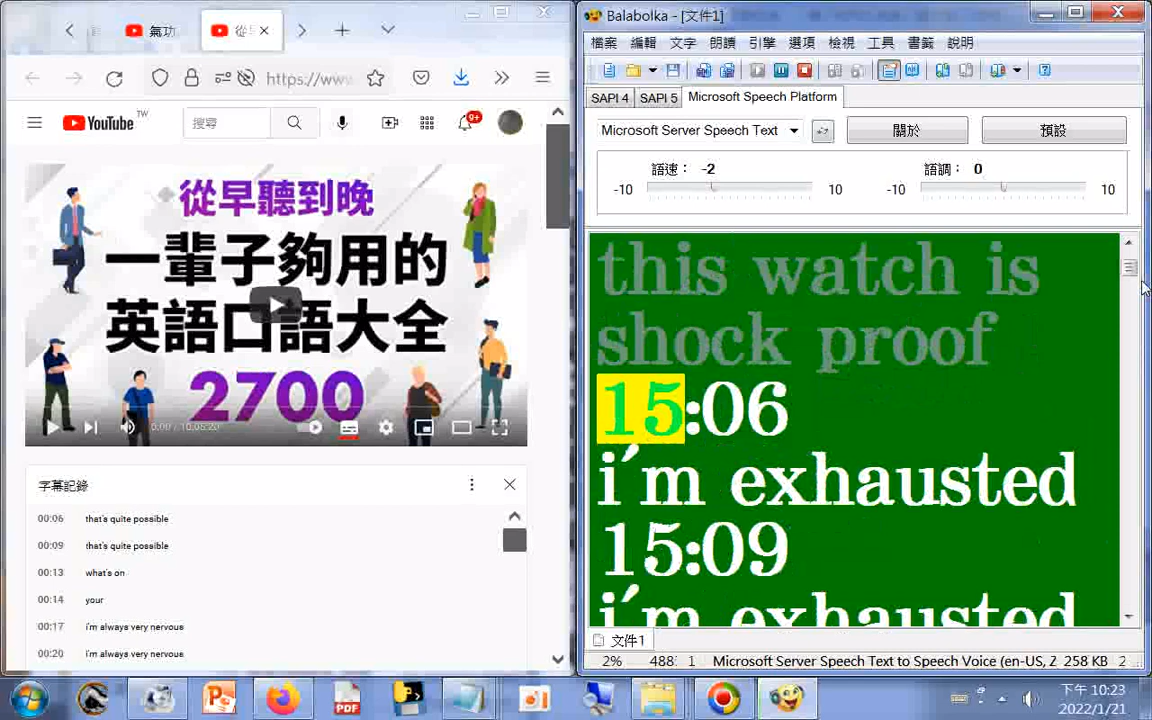 氣功
從
https://www
YouTube TW
搜尋
9+
從早聽到晚
一輩子夠用的
英語口語大全
2700
字幕記錄
00:06 that's quite possible
00:09 that's quite possible
00:13 what's on
00:14 your
00:17 i'm always very nervous
00:20 i'm always very nervous
Balabolka - [文件1]
檔案 編輯 文字 朗讀 引擎 選項 檢視 工具 書籤 說明
SAPI 4 SAPI 5 Microsoft Speech Platform
Microsoft Server Speech Text 關於 預設
語速： -2 語調： 0
-10 10 -10 10
this watch is
shock proof
15:06
i'm exhausted
15:09
i'm exhausted
文件1
2% 488 1 Microsoft Server Speech Text to Speech Voice (en-US, Z 258 KB 2
PDF
下午 10:23
2022/1/21